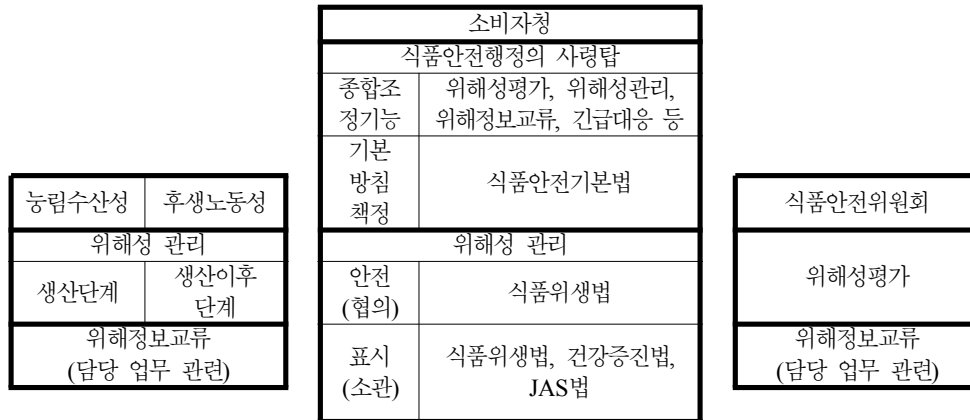 소비자청
식품안전행정의 사령탑
종합조
정기능
위해성평가, 위해성관리,
위해정보교류, 긴급대응 등
기본
방침
책정
식품안전기본법
위해성 관리
안전
(협의)
식품위생법
표시
(소관)
식품위생법, 건강증진법,
JAS법
농림수산성
후생노동성
위해성 관리
생산단계
생산이후
단계
위해정보교류
(담당 업무 관련)
식품안전위원회
위해성평가
위해정보교류
(담당 업무 관련)